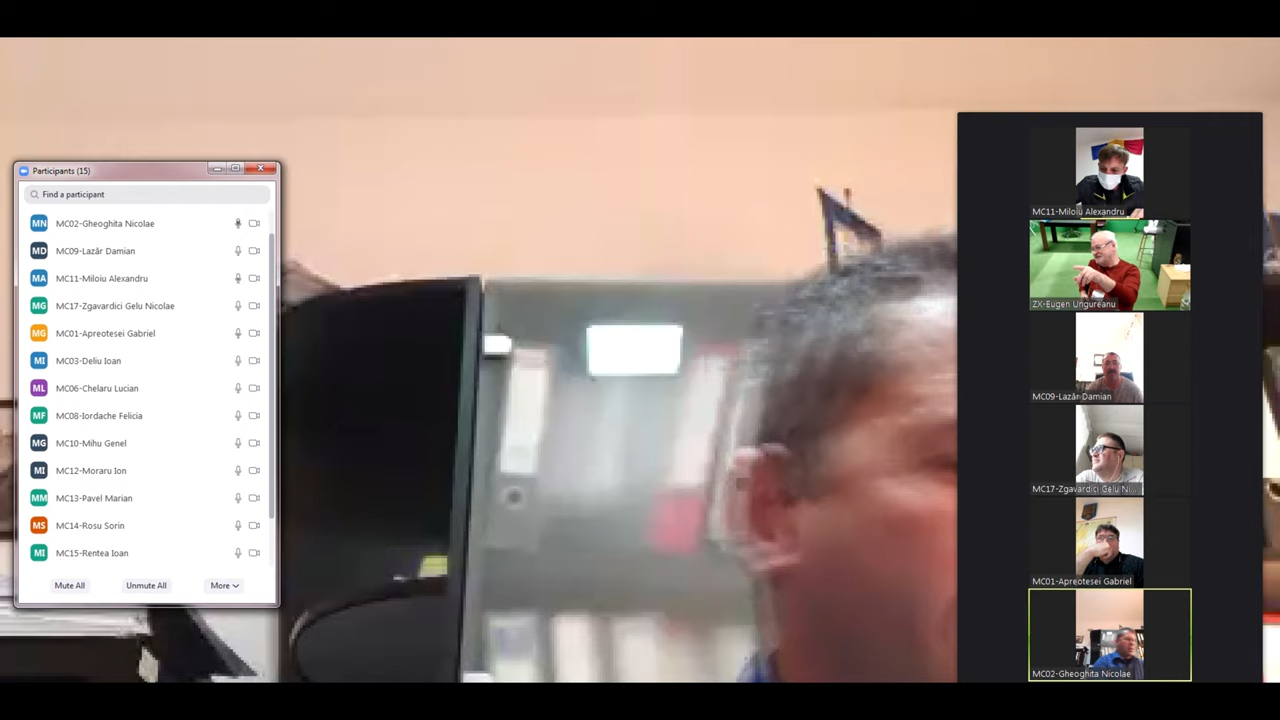 Participants (15)
Find a participant
MN MC02-Gheoghita Nicolae
MD MC09-Lazăr Damian
MA MC11-Miloiu Alexandru
MG MC17-Zgavardici Gelu Nicolae
MG MC01-Apreotesei Gabriel
MI MC03-Deliu Ioan
ML MC06-Chelaru Lucian
MF MC08-Iordache Felicia
MG MC10-Mihu Genel
MI MC12-Moraru Ion
MM MC13-Pavel Marian
MS MC14-Rosu Sorin
MI MC15-Rentea Ioan
Mute All Unmute All More
MC11-Miloiu Alexandru
ZX-Eugen Ungureanu
MC09-Lazăr Damian
MC17-Zgavardici Gelu Ni...
MC01-Apreotesei Gabriel
MC02-Gheoghita Nicolae